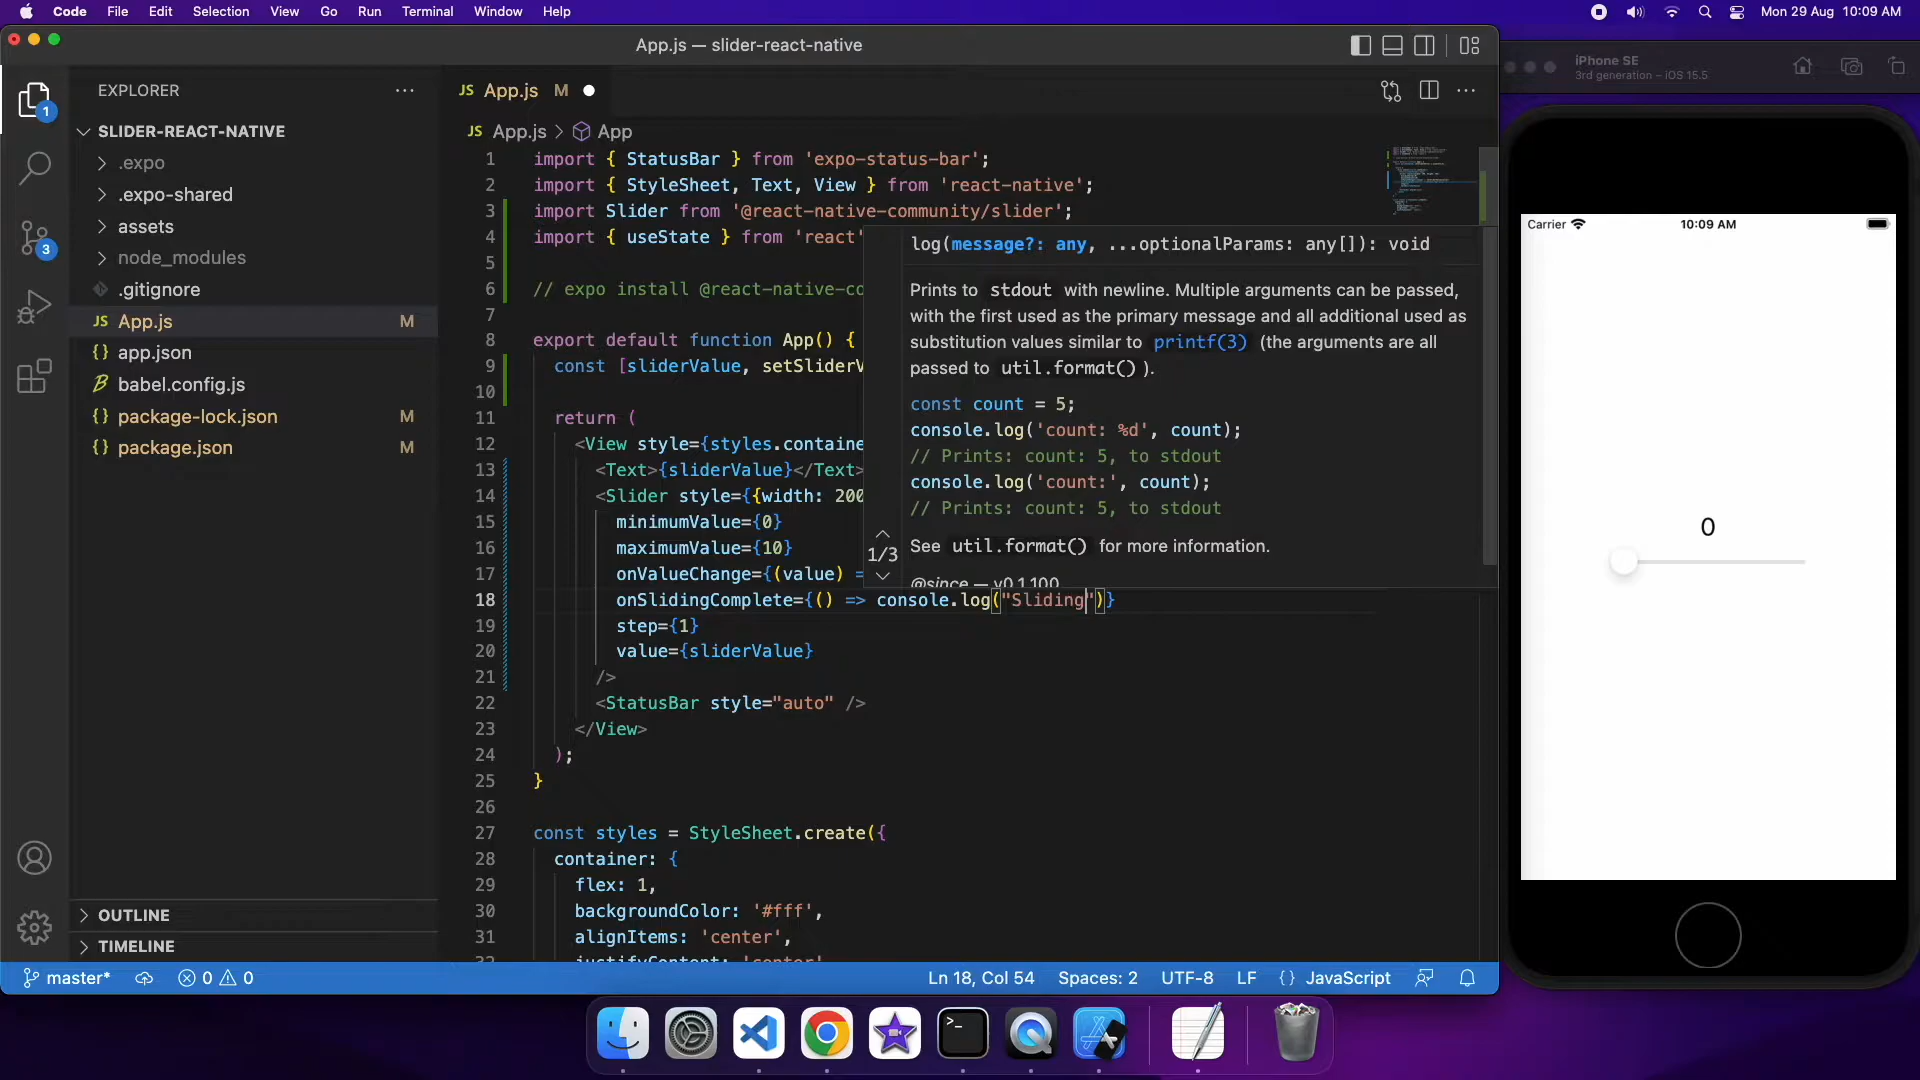 Code File Edit Selection View Go Run Terminal Window Help
Mon 29 Aug 10:09 AM
App.js — slider-react-native
iPhone SE
3rd generation – iOS 15.5
EXPLORER
1
SLIDER-REACT-NATIVE
.expo
.expo-shared
assets
3
node_modules
.gitignore
JS App.js M
{} app.json
babel.config.js
{} package-lock.json M
{} package.json M
OUTLINE
TIMELINE
JS App.js M
JS App.js > App
1 import { StatusBar } from 'expo-status-bar';
2 import { StyleSheet, Text, View } from 'react-native';
3 import Slider from '@react-native-community/slider';
4 import { useState } from 'react'
5
6 // expo install @react-native-co
7
8 export default function App() {
9 const [sliderValue, setSliderV
10
11 return (
12 <View style={styles.containe
13 <Text>{sliderValue}</Text>
14 <Slider style={{width: 200
15 minimumValue={0}
16 maximumValue={10}
17 onValueChange={(value) =
18 onSlidingComplete={() => console.log("Sliding")}
19 step={1}
20 value={sliderValue}
21 />
22 <StatusBar style="auto" />
23 </View>
24 );
25 }
26
27 const styles = StyleSheet.create({
28 container: {
29 flex: 1,
30 backgroundColor: '#fff',
31 alignItems: 'center',
32 justifyContent: 'center'
log(message?: any, ...optionalParams: any[]): void
Prints to stdout with newline. Multiple arguments can be passed,
with the first used as the primary message and all additional used as
substitution values similar to printf(3) (the arguments are all
passed to util.format() ).
const count = 5;
console.log('count: %d', count);
// Prints: count: 5, to stdout
console.log('count:', count);
// Prints: count: 5, to stdout
1/3
See util.format() for more information.
@since — v0.1.100
Carrier 10:09 AM
0
master* 0 0 Ln 18, Col 54 Spaces: 2 UTF-8 LF {} JavaScript